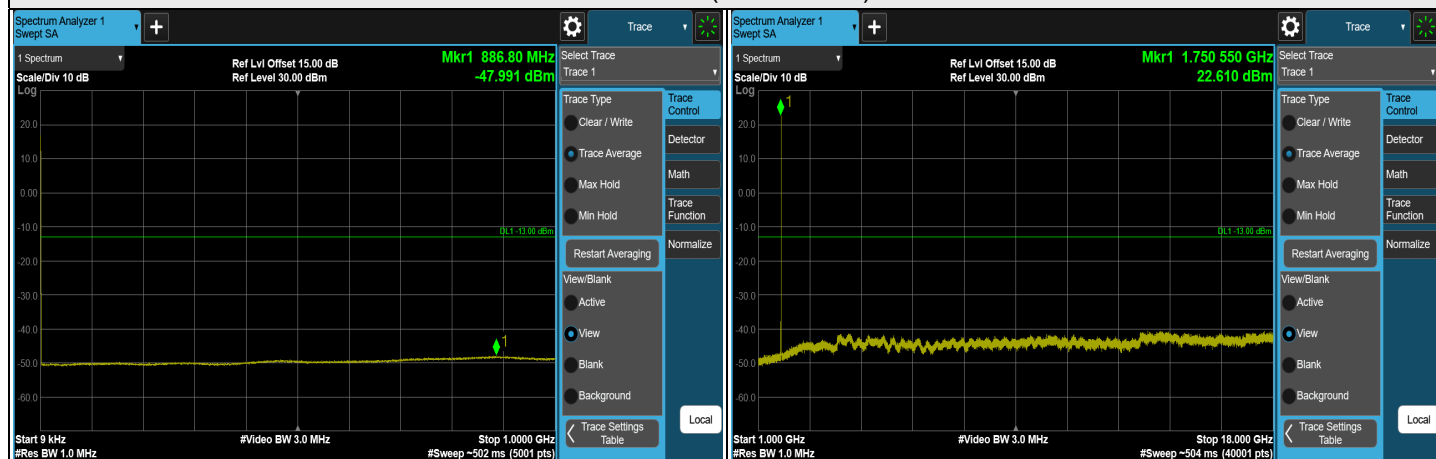 Spectrum Analyzer 1
Swept SA
+
Trace
1 Spectrum
Ref Lvl Offset 15.00 dB
Mkr1 886.80 MHz
Scale/Div 10 dB
Ref Level 30.00 dBm
-47.991 dBm
Log
20.0
10.0
0.00
-10.0
-20.0
-30.0
-40.0
-50.0
-60.0
DL1 -13.00 dBm
1
Start 9 kHz
#Video BW 3.0 MHz
Stop 1.0000 GHz
#Res BW 1.0 MHz
#Sweep ~502 ms (5001 pts)
Select Trace
Trace 1
Trace Type
Clear / Write
Trace Average
Max Hold
Min Hold
Restart Averaging
View/Blank
Active
View
Blank
Background
Trace Settings
Table
Trace
Control
Detector
Math
Trace
Function
Normalize
Local
Spectrum Analyzer 1
Swept SA
+
Trace
1 Spectrum
Ref Lvl Offset 15.00 dB
Mkr1 1.750 550 GHz
Scale/Div 10 dB
Ref Level 30.00 dBm
22.610 dBm
Log
1
20.0
10.0
0.00
-10.0
-20.0
-30.0
-40.0
-50.0
-60.0
DL1 -13.00 dBm
Start 1.000 GHz
#Video BW 3.0 MHz
Stop 18.000 GHz
#Res BW 1.0 MHz
#Sweep ~504 ms (40001 pts)
Select Trace
Trace 1
Trace Type
Clear / Write
Trace Average
Max Hold
Min Hold
Restart Averaging
View/Blank
Active
View
Blank
Background
Trace Settings
Table
Trace
Control
Detector
Math
Trace
Function
Normalize
Local